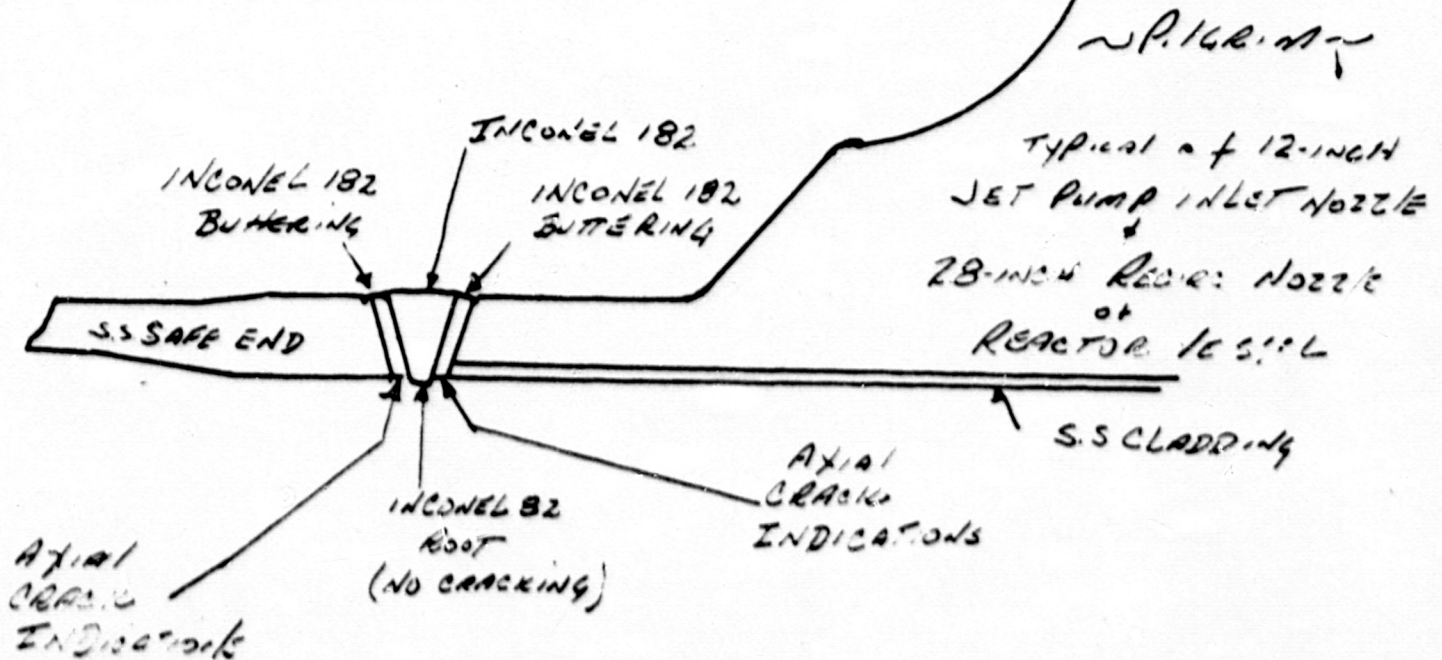 ~PILGRIM~
TYPICAL of 12-INCH
JET PUMP INLET NOZZLE
&
28-INCH RECIRC NOZZLE
of
REACTOR VESSEL
INCONEL 182
INCONEL 182
BUTTERING
INCONEL 182
BUTTERING
S.S SAFE END
S.S CLADDING
AXIAL
CRACK
INDICATIONS
INCONEL 82
ROOT
(NO CRACKING)
AXIAL
CRACK
INDICATIONS